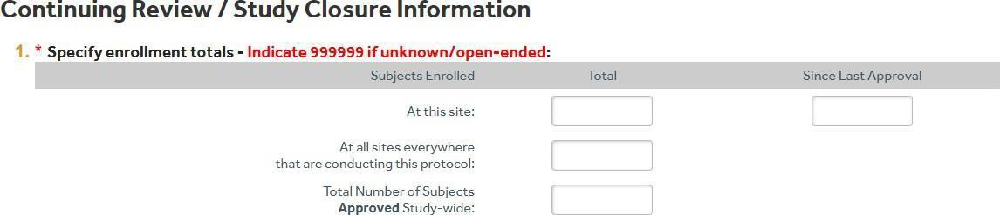 Continuing Review / Study Closure Information
1. * Specify enrollment totals - Indicate 999999 if unknown/open-ended:
Subjects Enrolled Total Since Last Approval
At this site:
At all sites everywhere
that are conducting this protocol:
Total Number of Subjects
Approved Study-wide: